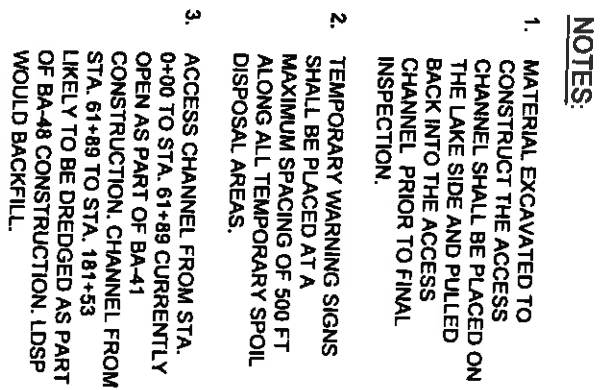 NOTES:
1. MATERIAL EXCAVATED TO
CONSTRUCT THE ACCESS
CHANNEL SHALL BE PLACED ON
THE LAKE SIDE AND PULLED
BACK INTO THE ACCESS
CHANNEL PRIOR TO FINAL
INSPECTION.
2. TEMPORARY WARNING SIGNS
SHALL BE PLACED AT A
MAXIMUM SPACING OF 500 FT
ALONG ALL TEMPORARY SPOIL
DISPOSAL AREAS.
3. ACCESS CHANNEL FROM STA.
0+00 TO STA. 61+89 CURRENTLY
OPEN AS PART OF BA-41
CONSTRUCTION. CHANNEL FROM
STA. 61+89 TO STA. 181+53
LIKELY TO BE DREDGED AS PART
OF BA-48 CONSTRUCTION. LDSP
WOULD BACKFILL.